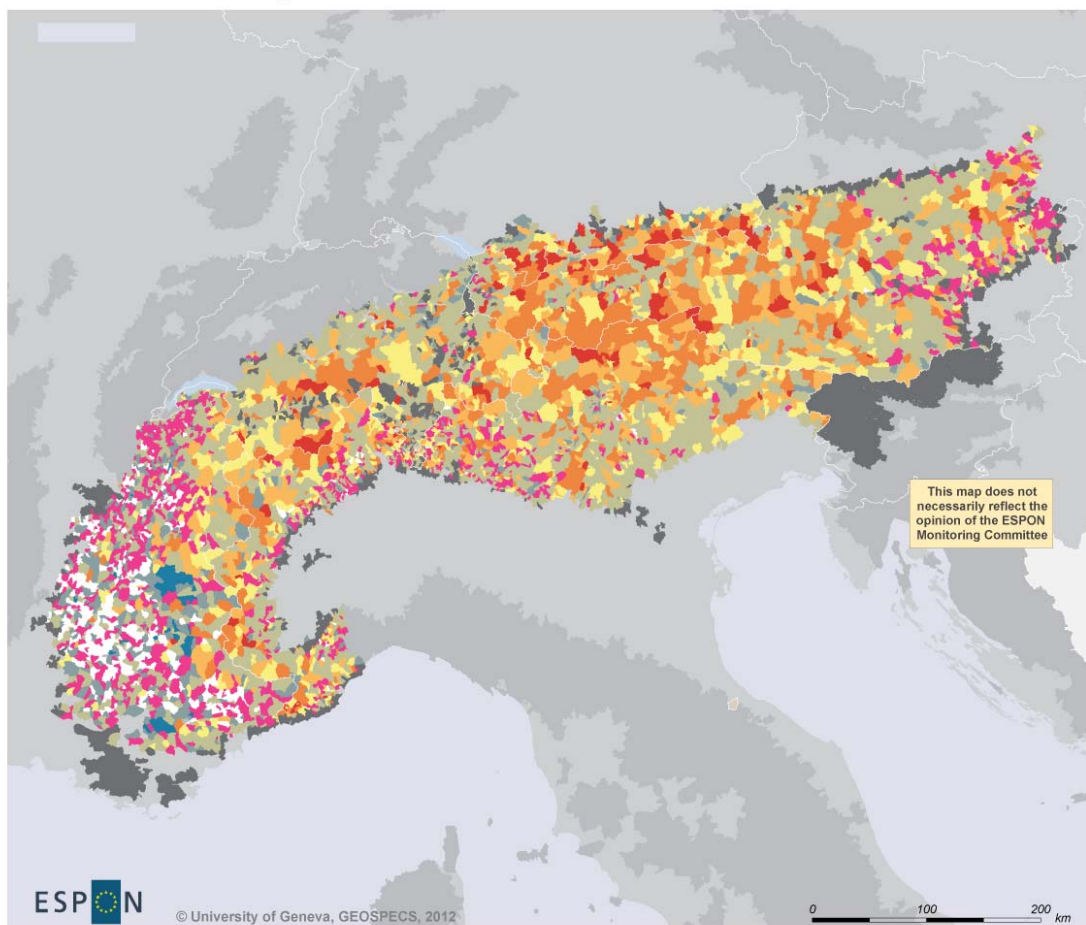 This map does not
necessarily reflect the
opinion of the ESPON
Monitoring Committee
ESPON
© University of Geneva, GEOSPECS, 2012
0 100 200
km